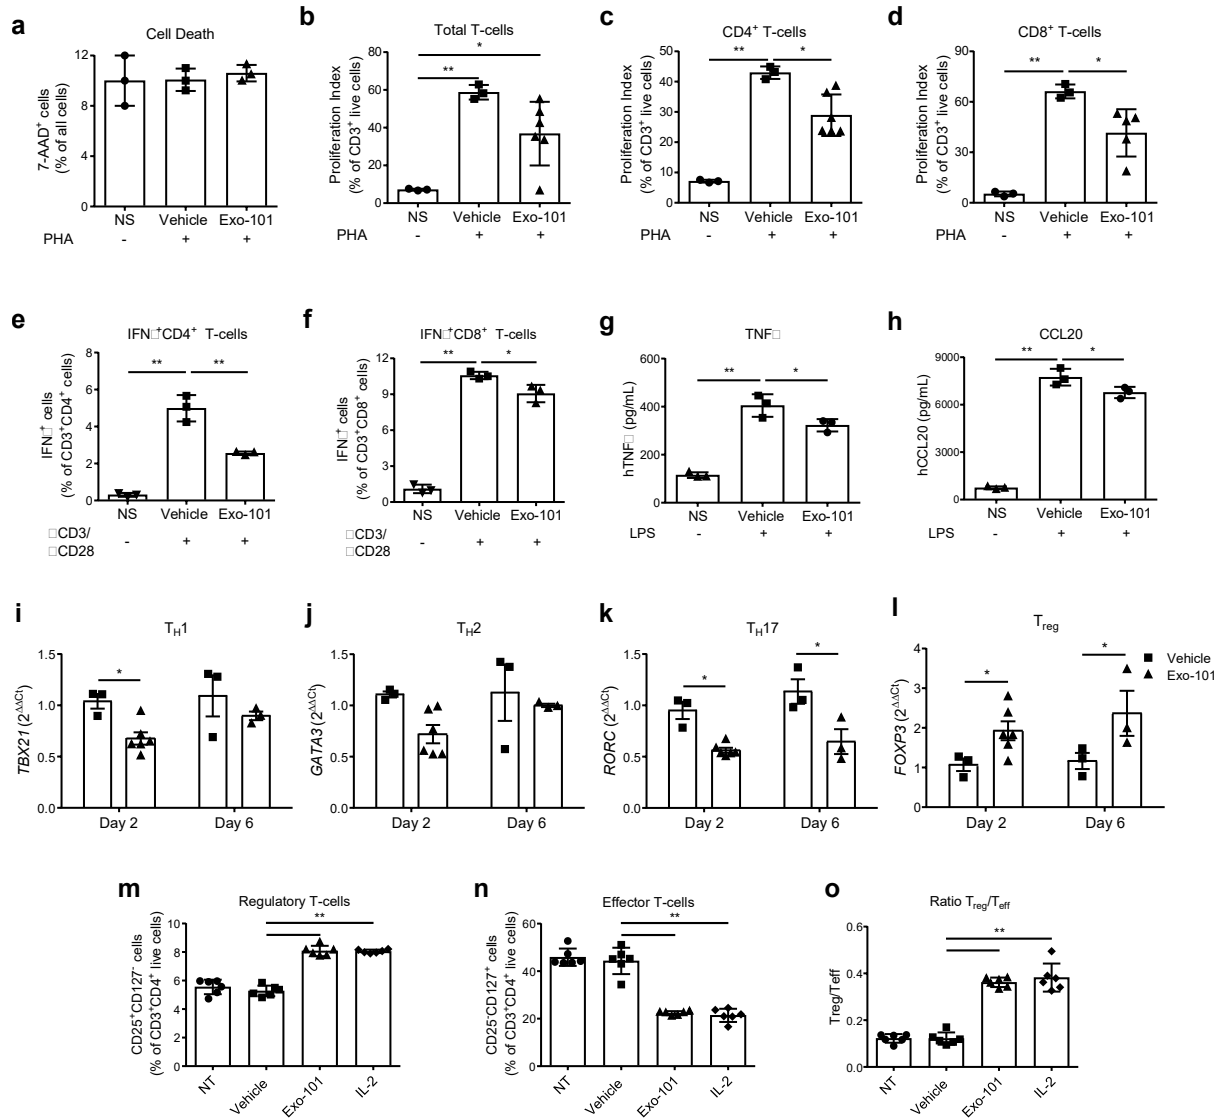 a
Cell Death
7-AAD⁺ cells
(% of all cells)
12
8
4
0
NS Vehicle Exo-101
PHA - + +
b
Total T-cells
Proliferation Index
(% of CD3⁺ live cells)
80
60
40
20
0
*
**
NS Vehicle Exo-101
PHA - + +
c
CD4⁺ T-cells
Proliferation Index
(% of CD3⁺ live cells)
50
40
30
20
10
0
** *
NS Vehicle Exo-101
PHA - + +
d
CD8⁺ T-cells
Proliferation Index
(% of CD3⁺ live cells)
90
60
30
0
** *
NS Vehicle Exo-101
PHA - + +
e
IFN□⁺CD4⁺ T-cells
IFN□⁺ cells
(% of CD3⁺CD4⁺ cells)
8
6
4
2
0
** **
NS Vehicle Exo-101
□CD3/
□CD28 - + +
f
IFN□⁺CD8⁺ T-cells
IFN□⁺ cells
(% of CD3⁺CD8⁺ cells)
12
9
6
3
0
** *
NS Vehicle Exo-101
□CD3/
□CD28 - + +
g
TNF□
hTNF□ (pg/mL)
600
400
200
0
** *
NS Vehicle Exo-101
LPS - + +
h
CCL20
hCCL20 (pg/mL)
9000
6000
3000
0
** *
NS Vehicle Exo-101
LPS - + +
i
T_H1
TBX21 (2^ΔΔCt)
1.5
1.0
0.5
0.0
*
Day 2 Day 6
j
T_H2
GATA3 (2^ΔΔCt)
1.5
1.0
0.5
0.0
Day 2 Day 6
k
T_H17
RORC (2^ΔΔCt)
1.5
1.0
0.5
0.0
* *
Day 2 Day 6
l
T_reg
FOXP3 (2^ΔΔCt)
4
3
2
1
0
* *
Day 2 Day 6
Vehicle
Exo-101
m
Regulatory T-cells
CD25⁺CD127⁻ cells
(% of CD3⁺CD4⁺ live cells)
10
8
6
4
2
0
**
NT Vehicle Exo-101 IL-2
n
Effector T-cells
CD25⁻CD127⁺ cells
(% of CD3⁺CD4⁺ live cells)
60
40
20
0
**
NT Vehicle Exo-101 IL-2
o
Ratio T_reg/T_eff
Treg/Teff
0.6
0.4
0.2
0.0
**
NT Vehicle Exo-101 IL-2